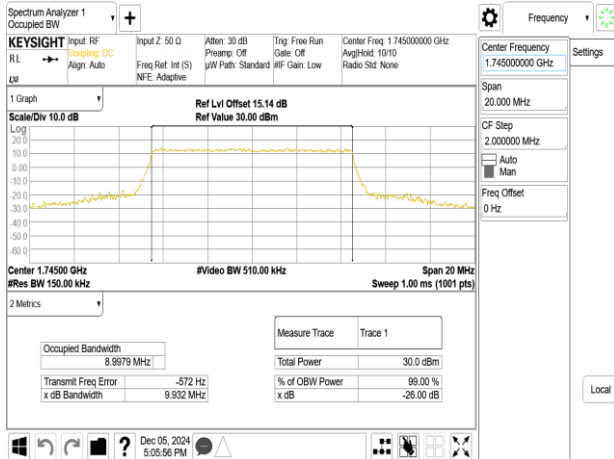 Spectrum Analyzer 1
Occupied BW
Frequency
KEYSIGHT
RL
LXI
Input: RF
Coupling: DC
Align: Auto
Input Z: 50 Ω
Freq Ref: Int (S)
NFE: Adaptive
Atten: 30 dB
Preamp: Off
µW Path: Standard
Trig: Free Run
Gate: Off
#IF Gain: Low
Center Freq: 1.745000000 GHz
Avg|Hold: 10/10
Radio Std: None
Center Frequency
1.745000000 GHz
Settings
Span
20.000 MHz
CF Step
2.000000 MHz
Auto
Man
Freq Offset
0 Hz
Local
1 Graph
Scale/Div 10.0 dB
Ref Lvl Offset 15.14 dB
Ref Value 30.00 dBm
Log
20.0
10.0
0.00
-10.0
-20.0
-30.0
-40.0
-50.0
-60.0
Center 1.74500 GHz
#Res BW 150.00 kHz
#Video BW 510.00 kHz
Span 20 MHz
Sweep 1.00 ms (1001 pts)
2 Metrics
Measure Trace Trace 1
Occupied Bandwidth
8.9979 MHz
Total Power 30.0 dBm
Transmit Freq Error -572 Hz
% of OBW Power 99.00 %
x dB Bandwidth 9.932 MHz
x dB -26.00 dB
?
Dec 05, 2024
5:05:56 PM